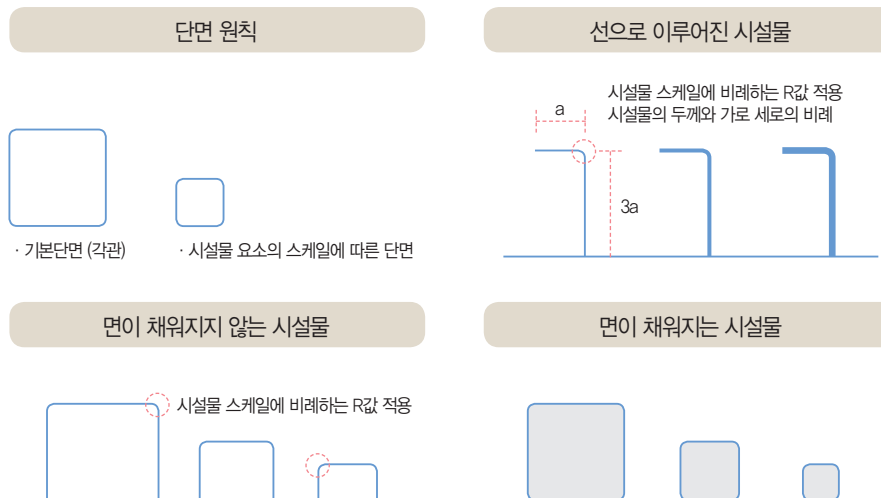 단면 원칙
· 기본단면 (각관)
· 시설물 요소의 스케일에 따른 단면
선으로 이루어진 시설물
시설물 스케일에 비례하는 R값 적용
시설물의 두께와 가로 세로의 비례
a
3a
면이 채워지지 않는 시설물
시설물 스케일에 비례하는 R값 적용
면이 채워지는 시설물